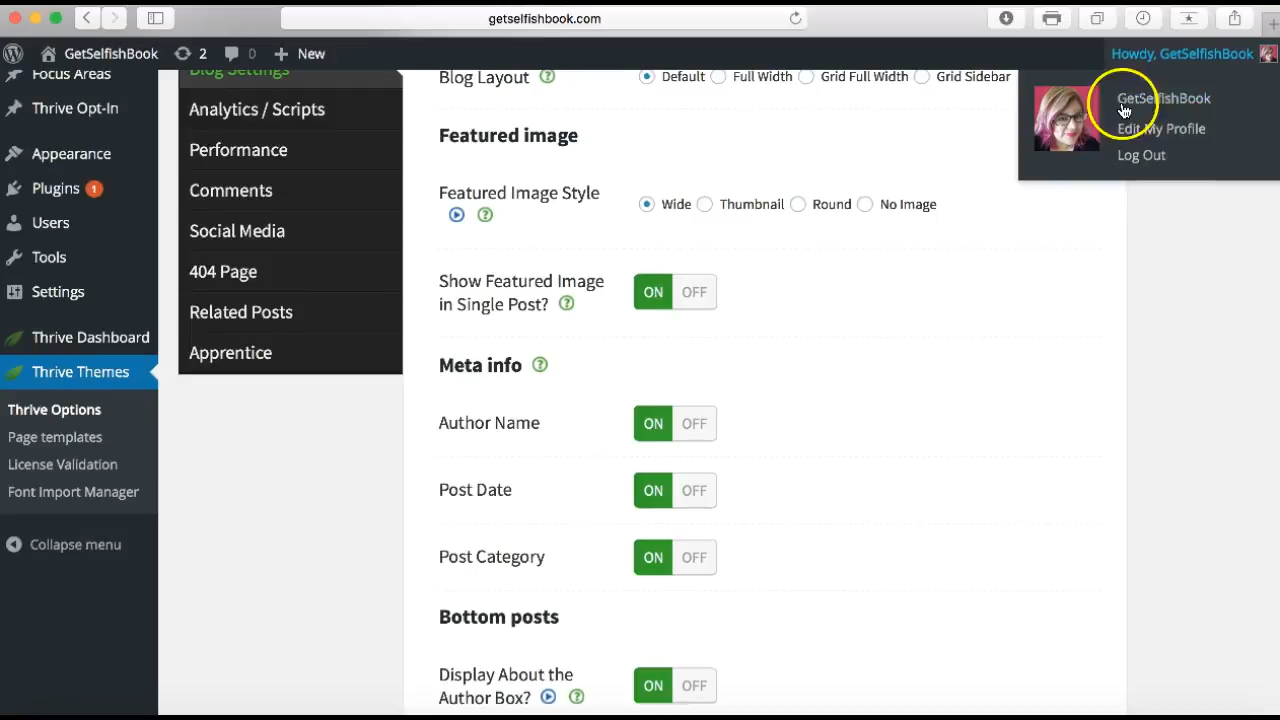 getselfishbook.com
GetSelfishBook 2 0 New Howdy, GetSelfishBook
GetSelfishBook
Edit My Profile
Log Out
Focus Areas
Thrive Opt-In
Appearance
Plugins 1
Users
Tools
Settings
Thrive Dashboard
Thrive Themes
Thrive Options
Page templates
License Validation
Font Import Manager
Collapse menu
Blog Settings
Analytics / Scripts
Performance
Comments
Social Media
404 Page
Related Posts
Apprentice
Blog Layout ? Default Full Width Grid Full Width Grid Sidebar
Featured image
Featured Image Style Wide Thumbnail Round No Image
?
Show Featured Image
in Single Post? ? ON OFF
Meta info ?
Author Name ON OFF
Post Date ON OFF
Post Category ON OFF
Bottom posts
Display About the
Author Box? ? ON OFF